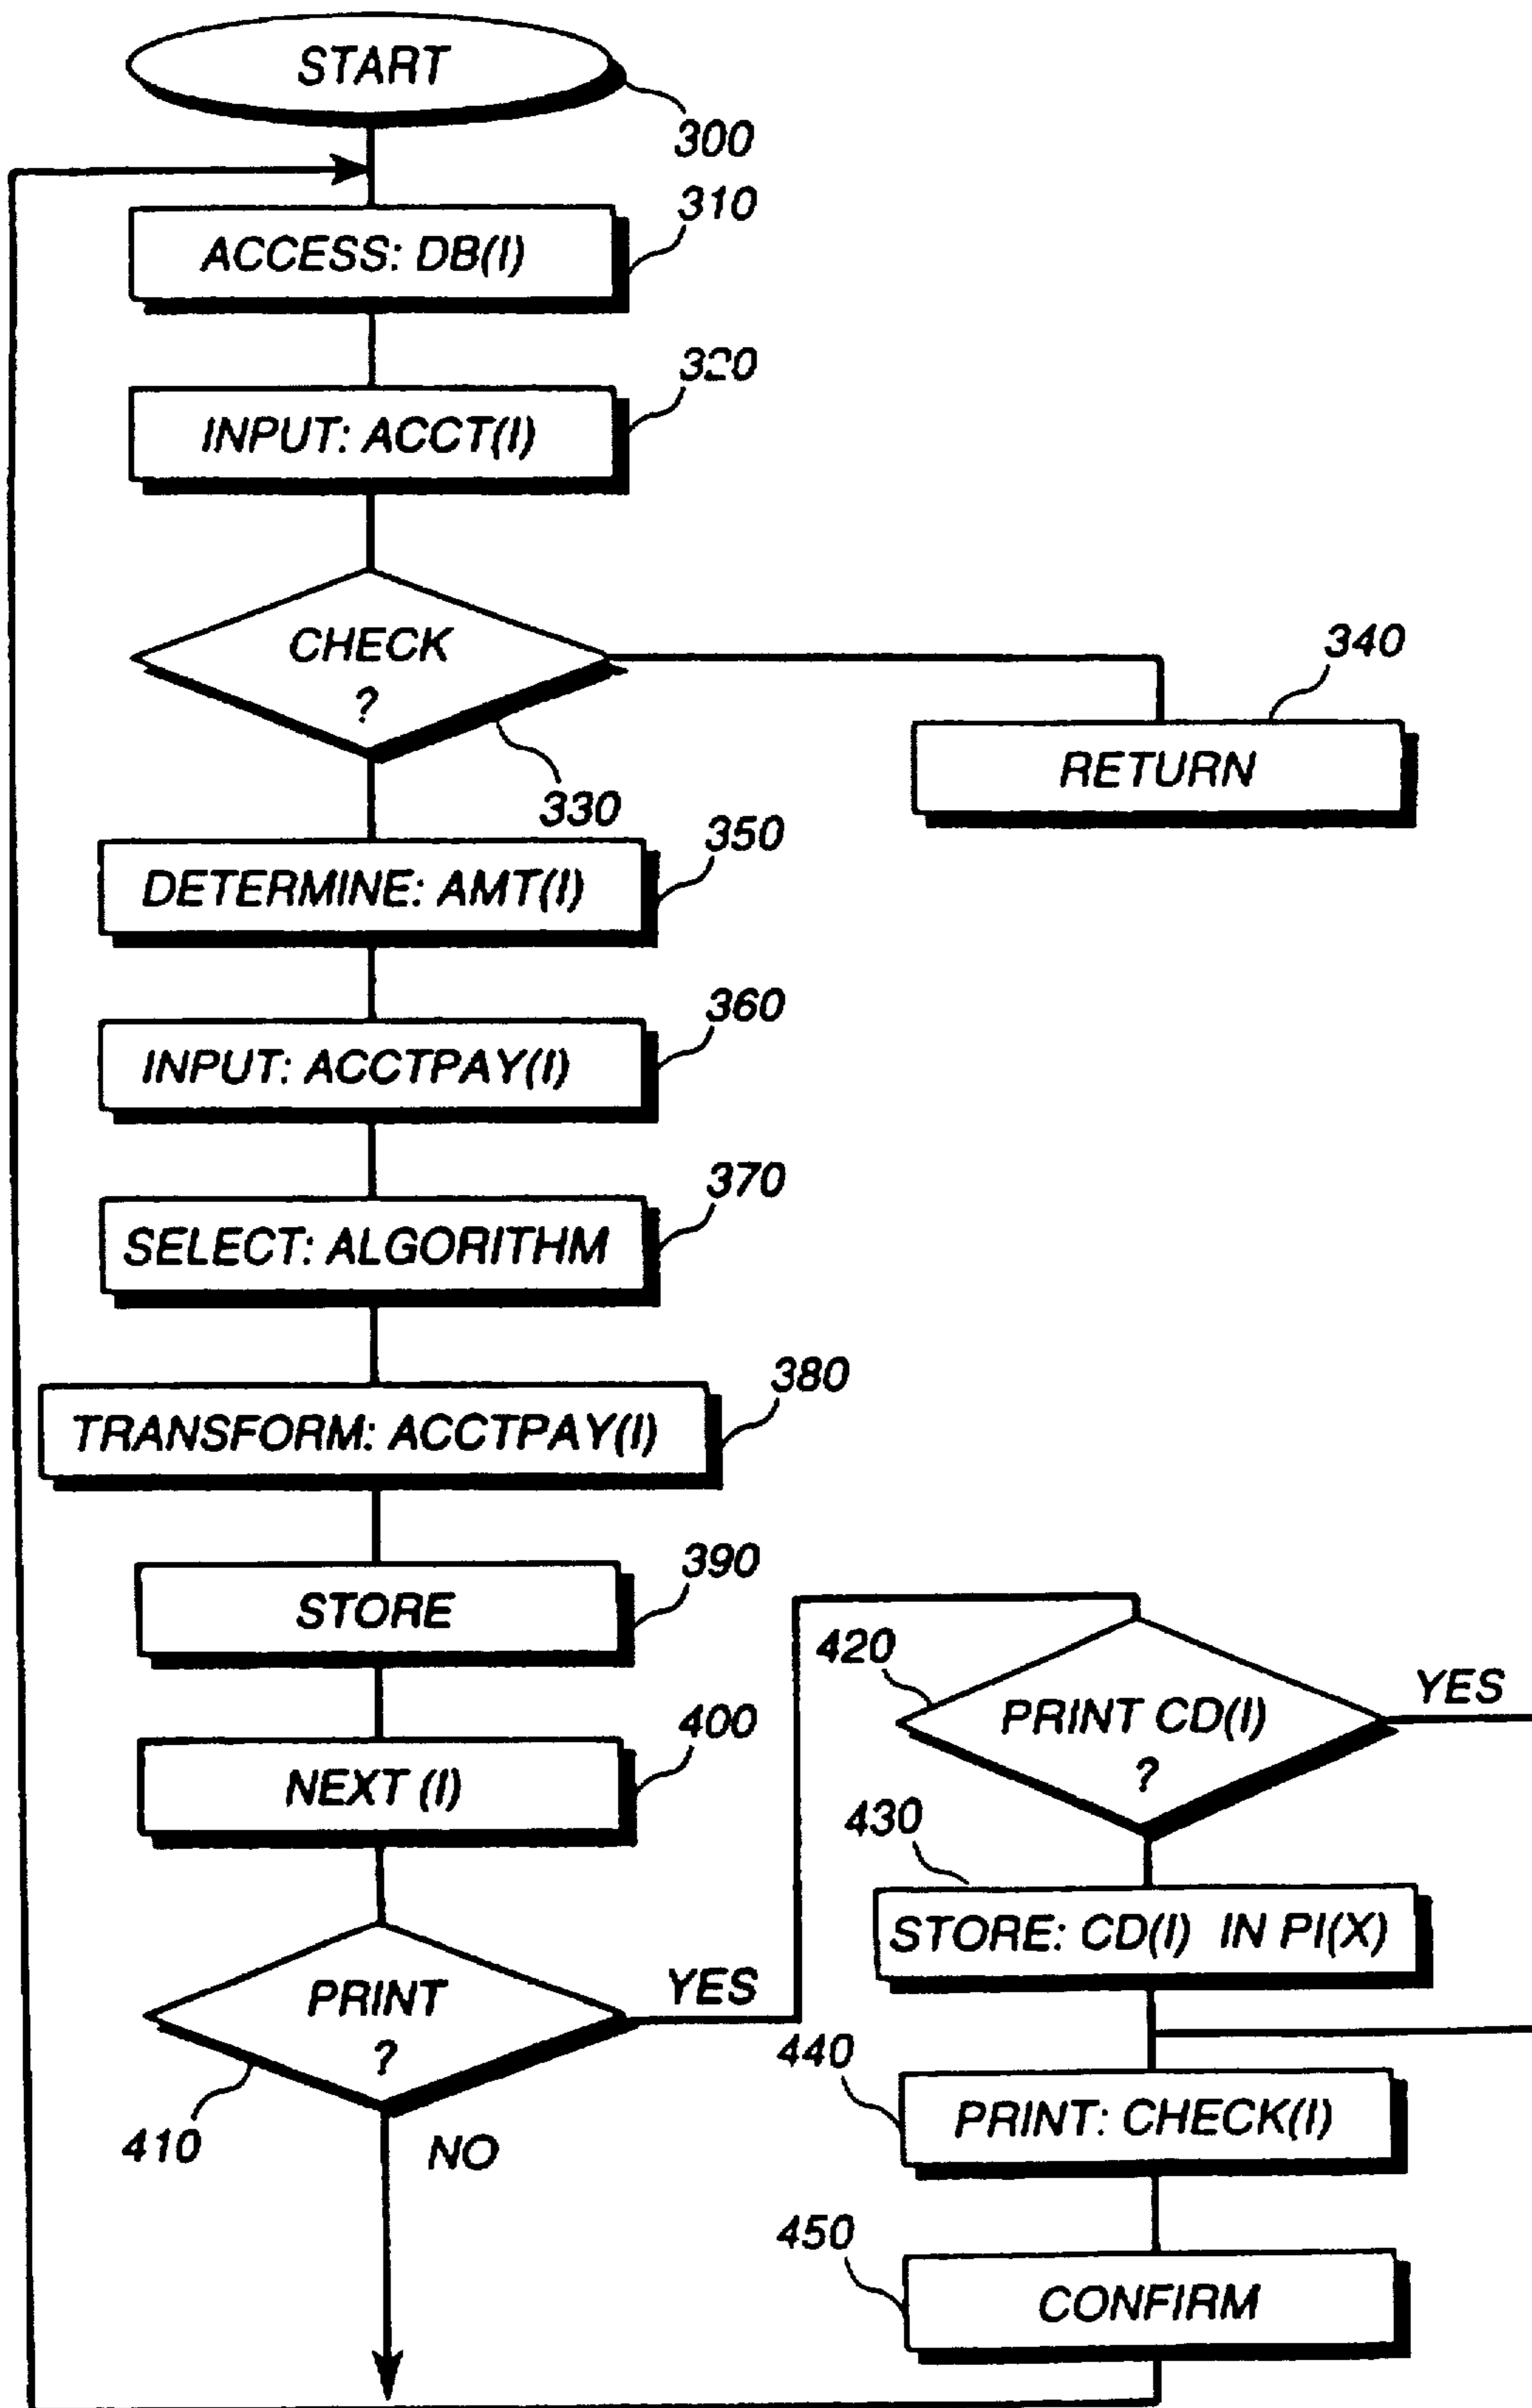 START
300
310
ACCESS: DB(I)
320
INPUT: ACCT(I)
CHECK
?
330
340
RETURN
350
DETERMINE: AMT(I)
360
INPUT: ACCTPAY(I)
370
SELECT: ALGORITHM
380
TRANSFORM: ACCTPAY(I)
390
STORE
400
NEXT (I)
PRINT
?
YES
410
NO
420
PRINT CD(I)
?
YES
430
STORE: CD(I) IN PI(X)
440
PRINT: CHECK(I)
450
CONFIRM